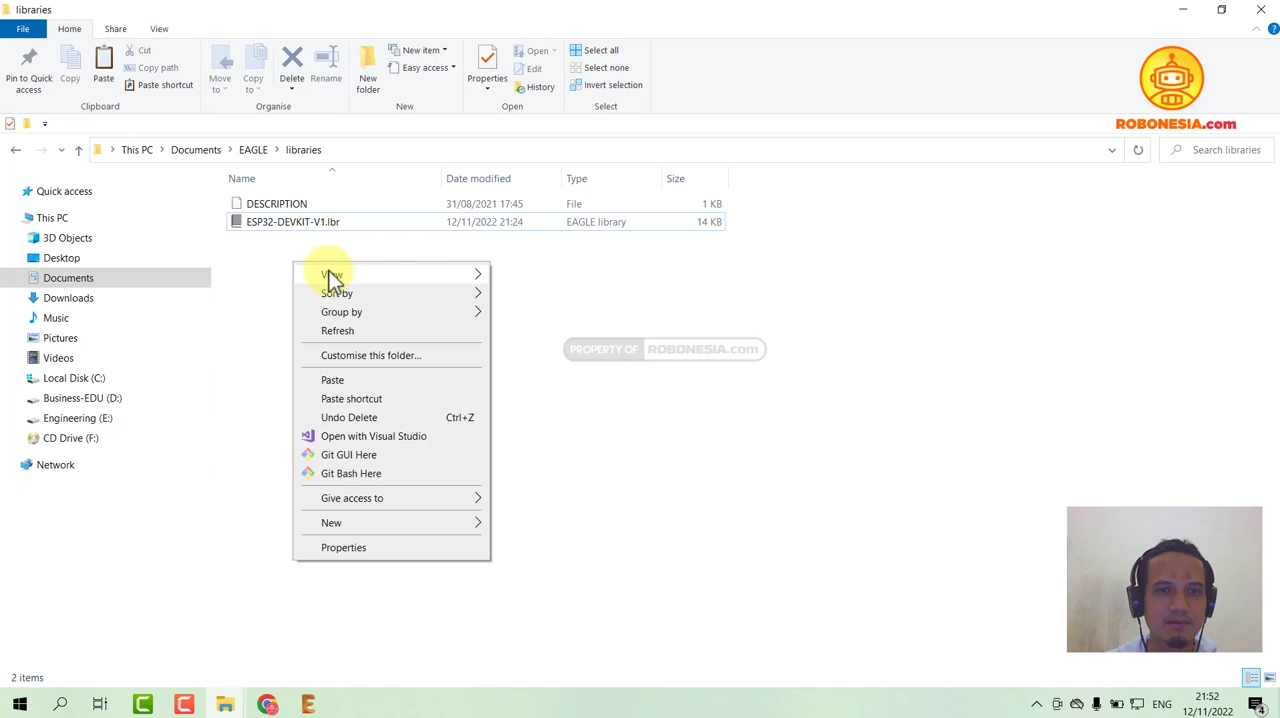 libraries
File
Home
Share
View
Pin to Quick access
Copy
Paste
Cut
Copy path
Paste shortcut
Clipboard
Move to
Copy to
Delete
Rename
Organise
New folder
New item
Easy access
New
Properties
Open
Edit
History
Open
Select all
Select none
Invert selection
Select
ROBONESIA.com
This PC
Documents
EAGLE
libraries
Search libraries
Name
Date modified
Type
Size
DESCRIPTION 31/08/2021 17:45 File 1 KB
ESP32-DEVKIT-V1.lbr 12/11/2022 21:24 EAGLE library 14 KB
Quick access
This PC
3D Objects
Desktop
Documents
Downloads
Music
Pictures
Videos
Local Disk (C:)
Business-EDU (D:)
Engineering (E:)
CD Drive (F:)
Network
View
Sort by
Group by
Refresh
Customise this folder...
Paste
Paste shortcut
Undo Delete Ctrl+Z
Open with Visual Studio
Git GUI Here
Git Bash Here
Give access to
New
Properties
PROPERTY OF ROBONESIA.com
2 items
ENG
21:52
12/11/2022
4